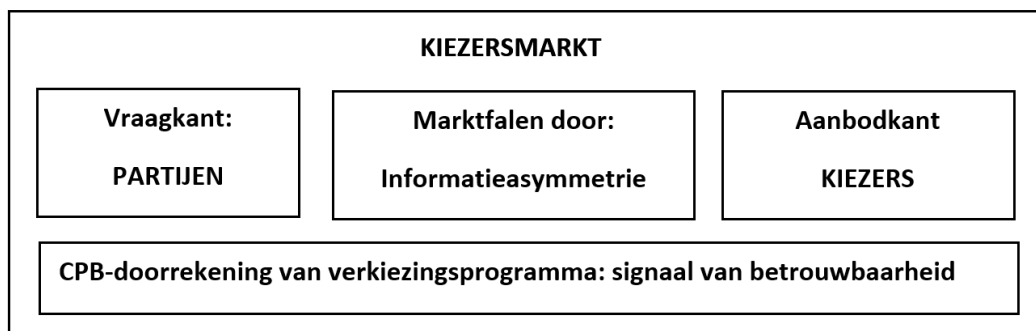 KIEZERSMARKT
Vraagkant:
PARTIJEN
Marktfalen door:
Informatieasymmetrie
Aanbodkant
KIEZERS
CPB-doorrekening van verkiezingsprogramma: signaal van betrouwbaarheid